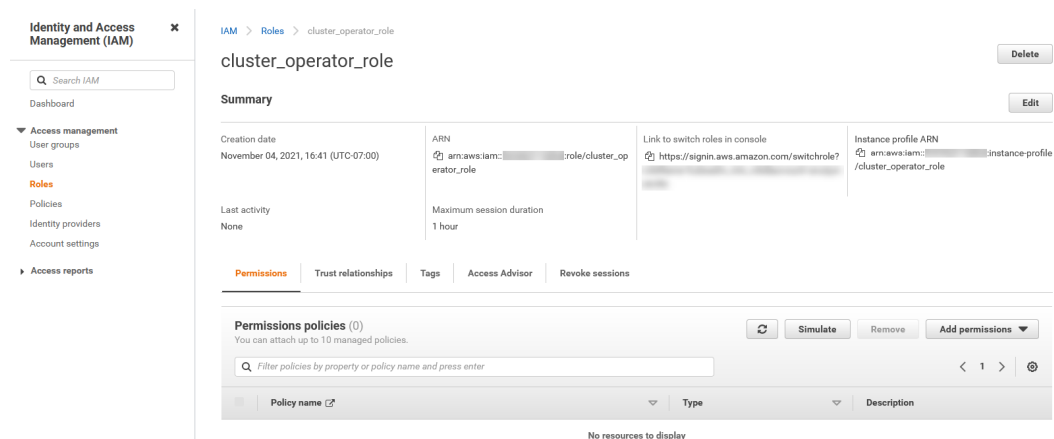 Identity and Access
Management (IAM)
Search IAM
Dashboard
Access management
User groups
Users
Roles
Policies
Identity providers
Account settings
Access reports
IAM > Roles > cluster_operator_role
cluster_operator_role
Delete
Summary
Edit
Creation date
November 04, 2021, 16:41 (UTC-07:00)
ARN
arn:aws:iam:: :role/cluster_op
erator_role
Link to switch roles in console
https://signin.aws.amazon.com/switchrole?
Instance profile ARN
arn:aws:iam:: :instance-profile
/cluster_operator_role
Last activity
None
Maximum session duration
1 hour
Permissions Trust relationships Tags Access Advisor Revoke sessions
Permissions policies (0)
You can attach up to 10 managed policies.
Simulate Remove Add permissions
Filter policies by property or policy name and press enter
1
Policy name Type Description
No resources to display